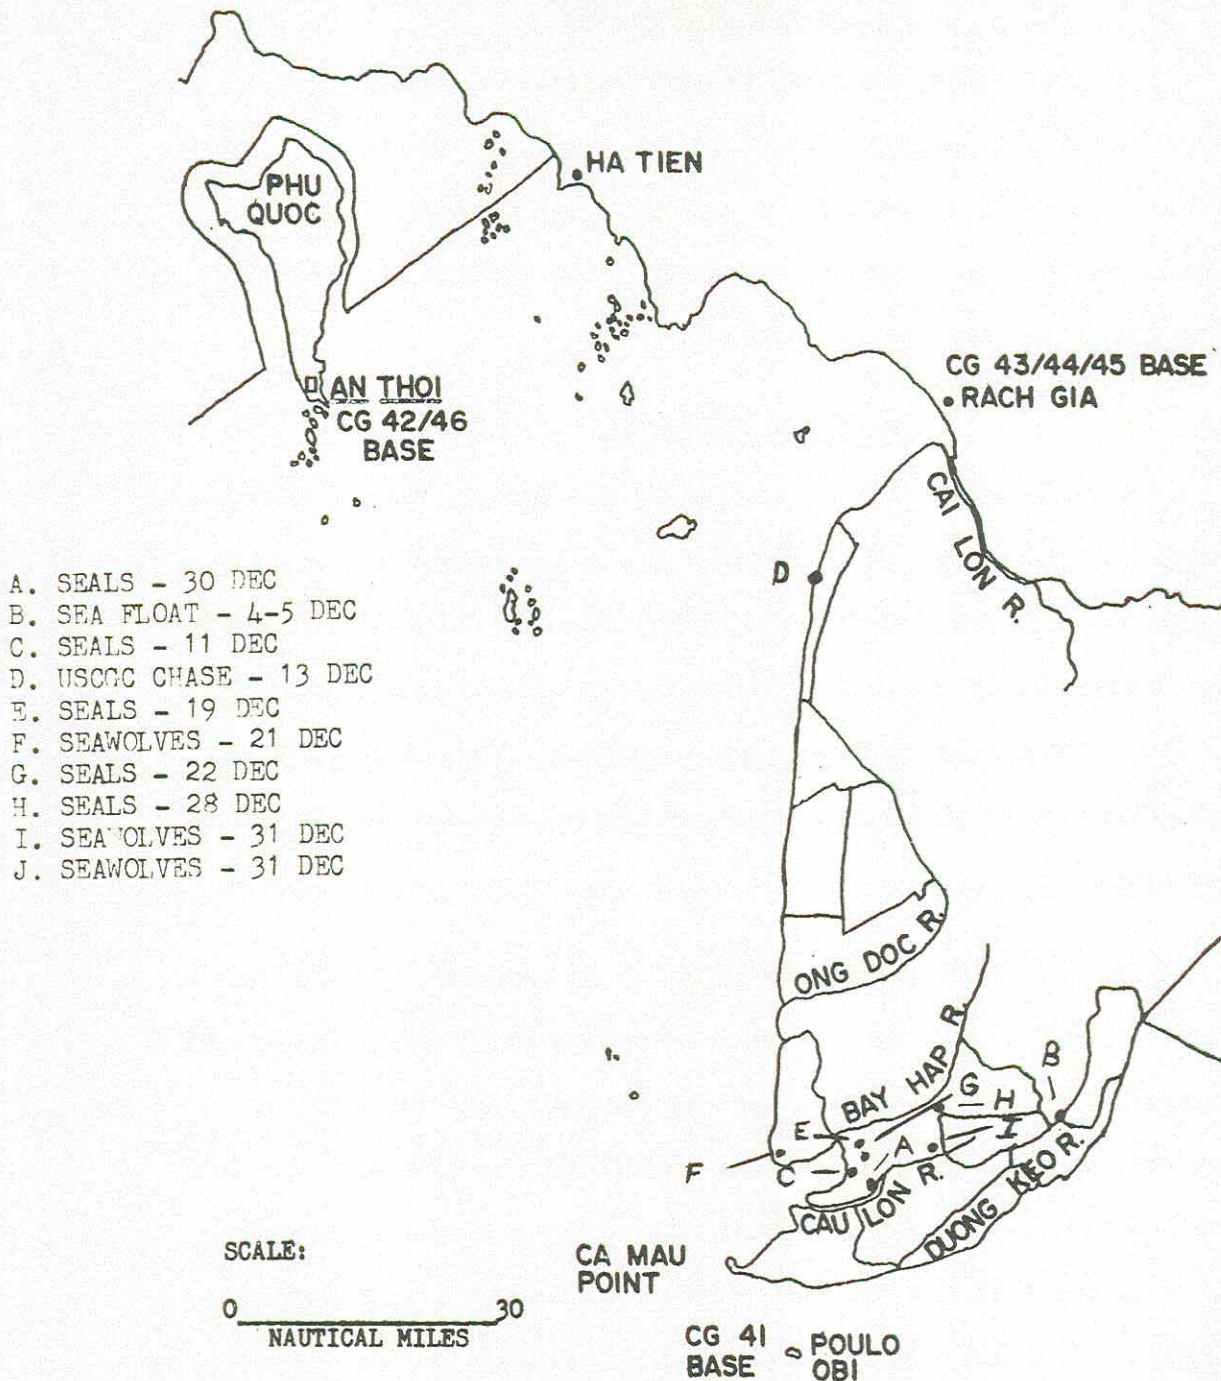 HA TIEN
PHU
QUOC
CG 43/44/45 BASE
RACH GIA
AN THOI
CG 42/46
BASE
CAI LON R.
D
A. SEALS - 30 DEC
B. SEA FLOAT - 4-5 DEC
C. SEALS - 11 DEC
D. USCGC CHASE - 13 DEC
E. SEALS - 19 DEC
F. SEAWOLVES - 21 DEC
G. SEALS - 22 DEC
H. SEALS - 28 DEC
I. SEAWOLVES - 31 DEC
J. SEAWOLVES - 31 DEC
ONG DOC R.
BAY HAP R.
B
G
H
E
A
I
F
C
CAU LON R.
DUONG KEO R.
SCALE:
0 30
NAUTICAL MILES
CA MAU
POINT
CG 41
BASE
POULO
OBI